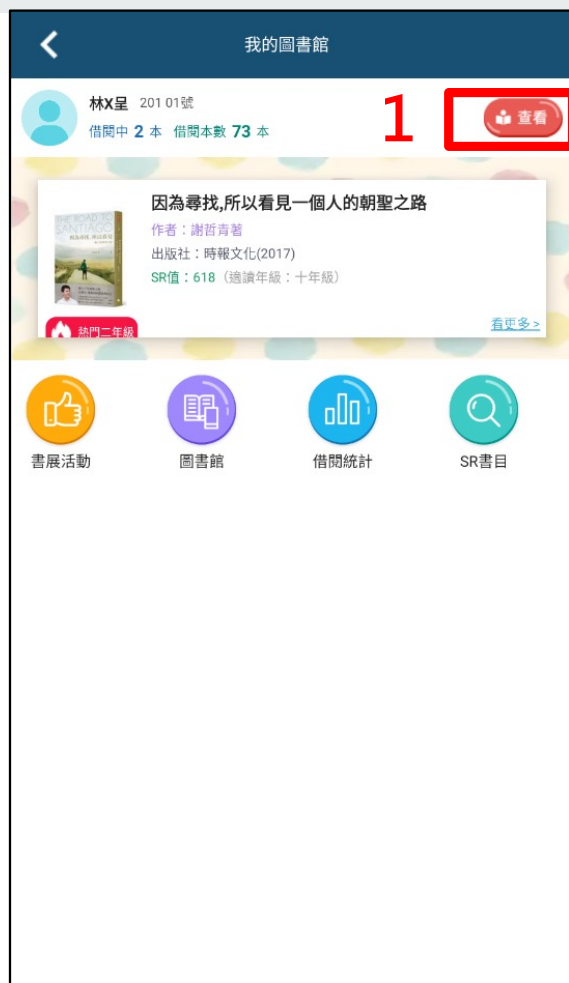 我的圖書館
林X呈 201 01號
借閱中 2 本 借閱本數 73 本
1
查看
因為尋找,所以看見一個人的朝聖之路
作者：謝哲青著
出版社：時報文化(2017)
SR值：618（適讀年級：十年級）
THE ROAD TO
SANTIAGO
熱門二年級
看更多 >
書展活動
圖書館
借閱統計
SR書目